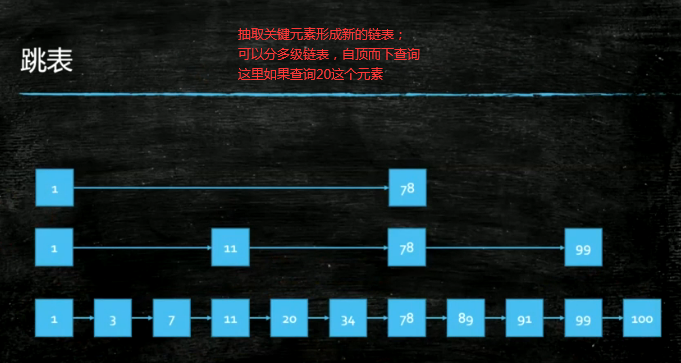 抽取关键元素形成新的链表；
可以分多级链表，自顶而下查询
这里如果查询20这个元素
跳表
1 78
1 11 78 99
1 3 7 11 20 34 78 89 91 99 100